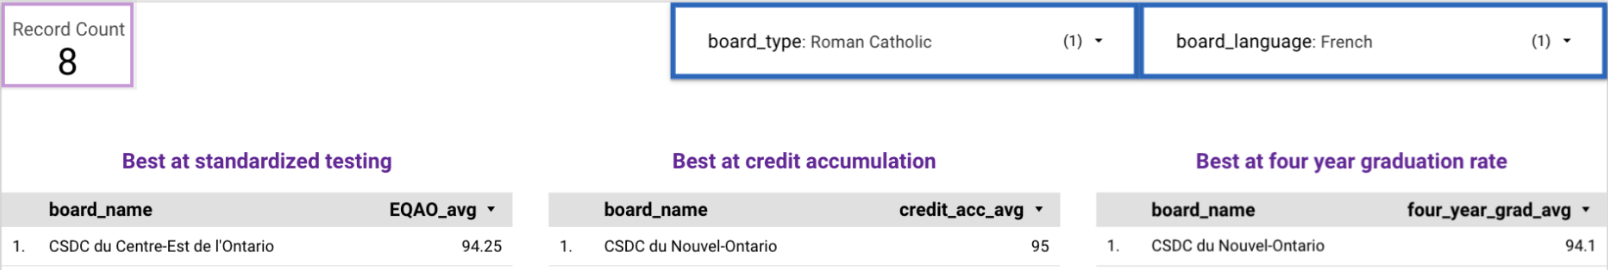 Record Count
8
board_type: Roman Catholic (1)
board_language: French (1)
Best at standardized testing
board_name EQAO_avg
1. CSDC du Centre-Est de l'Ontario 94.25
Best at credit accumulation
board_name credit_acc_avg
1. CSDC du Nouvel-Ontario 95
Best at four year graduation rate
board_name four_year_grad_avg
1. CSDC du Nouvel-Ontario 94.1